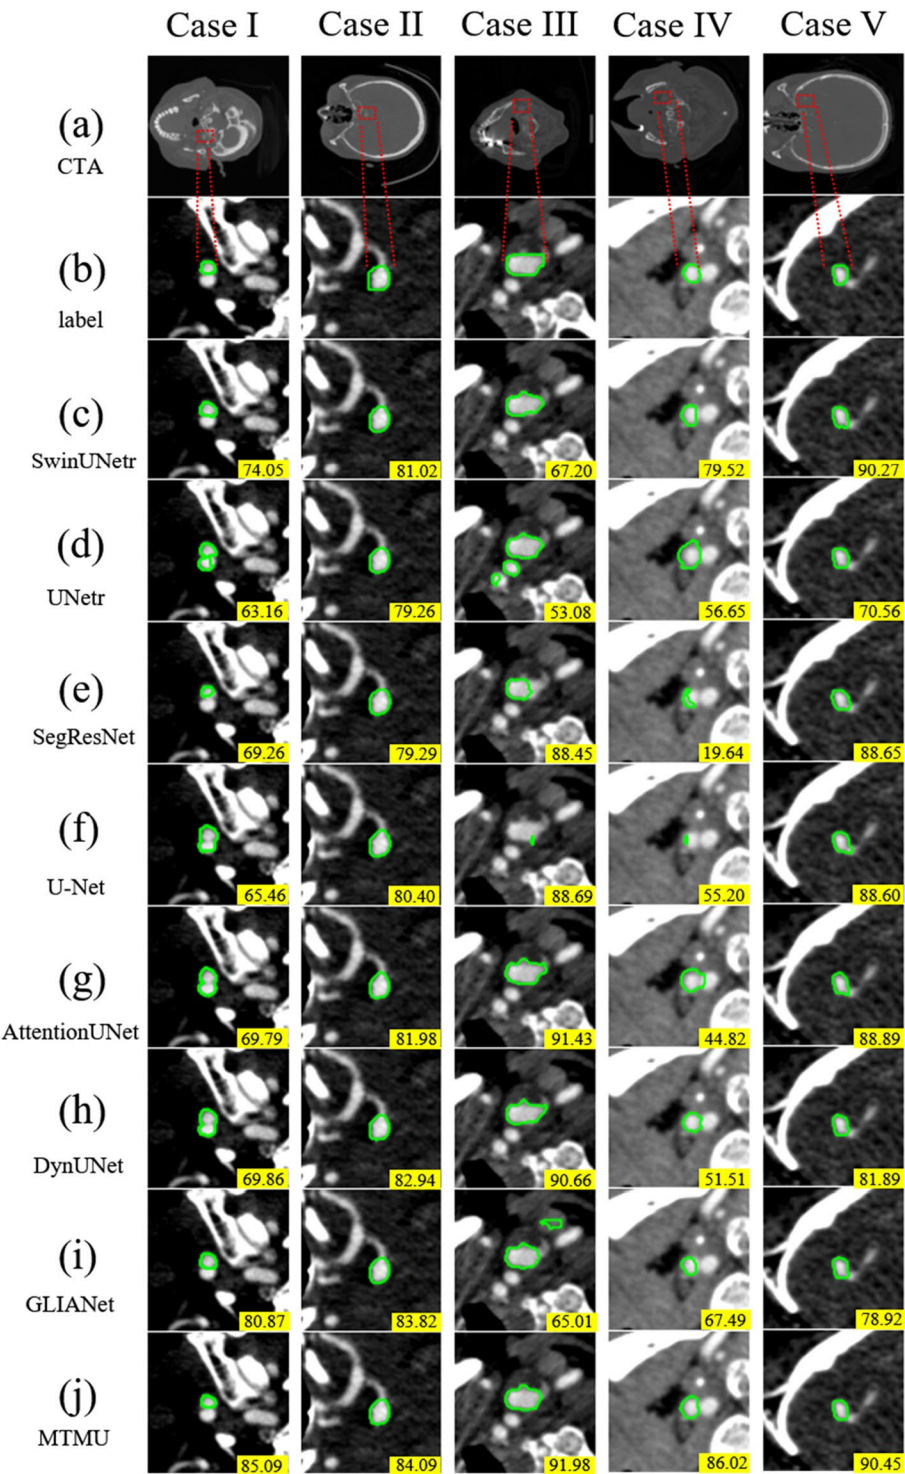 Case I Case II Case III Case IV Case V
(a)
CTA
(b)
label
(c)
SwinUNetr
74.05 81.02 67.20 79.52 90.27
(d)
UNetr
63.16 79.26 53.08 56.65 70.56
(e)
SegResNet
69.26 79.29 88.45 19.64 88.65
(f)
U-Net
65.46 80.40 88.69 55.20 88.60
(g)
AttentionUNet
69.79 81.98 91.43 44.82 88.89
(h)
DynUNet
69.86 82.94 90.66 51.51 81.89
(i)
GLIANet
80.87 83.82 65.01 67.49 78.92
(j)
MTMU
85.09 84.09 91.98 86.02 90.45